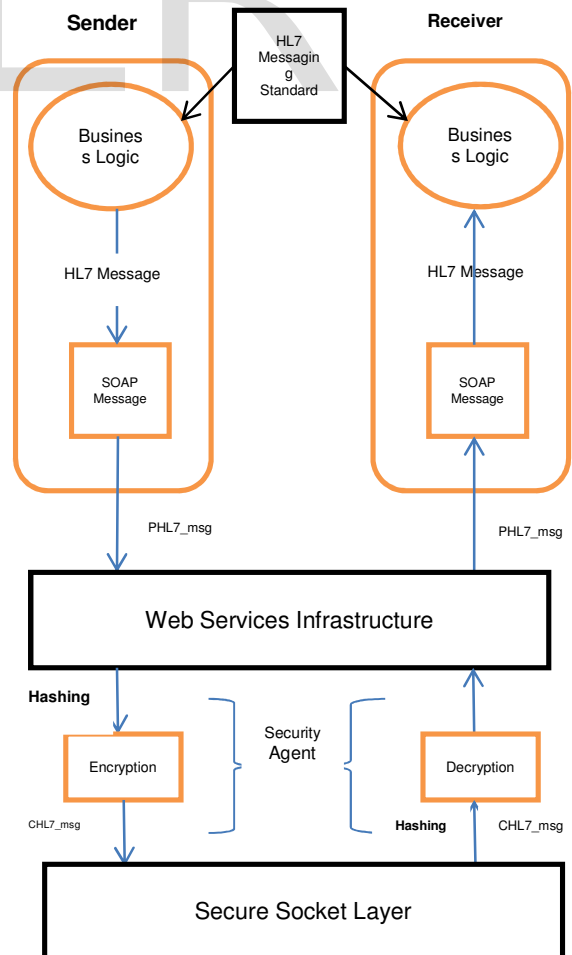 Sender
HL7
Messagin
g
Standard
Receiver
Busines
s Logic
Busines
s Logic
HL7 Message
HL7 Message
SOAP
Message
SOAP
Message
PHL7_msg
PHL7_msg
Web Services Infrastructure
Hashing
Security
Agent
Encryption
Decryption
CHL7_msg
Hashing
CHL7_msg
Secure Socket Layer